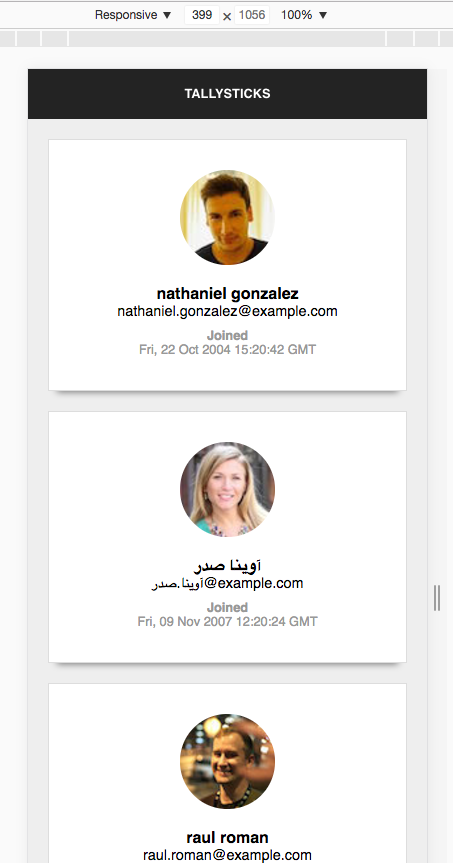 Responsive ▼ 399 × 1056 100% ▼
TALLYSTICKS
nathaniel gonzalez
nathaniel.gonzalez@example.com
Joined
Fri, 22 Oct 2004 15:20:42 GMT
آوینا صدر
آوینا.صدر@example.com
Joined
Fri, 09 Nov 2007 12:20:24 GMT
raul roman
raul.roman@example.com